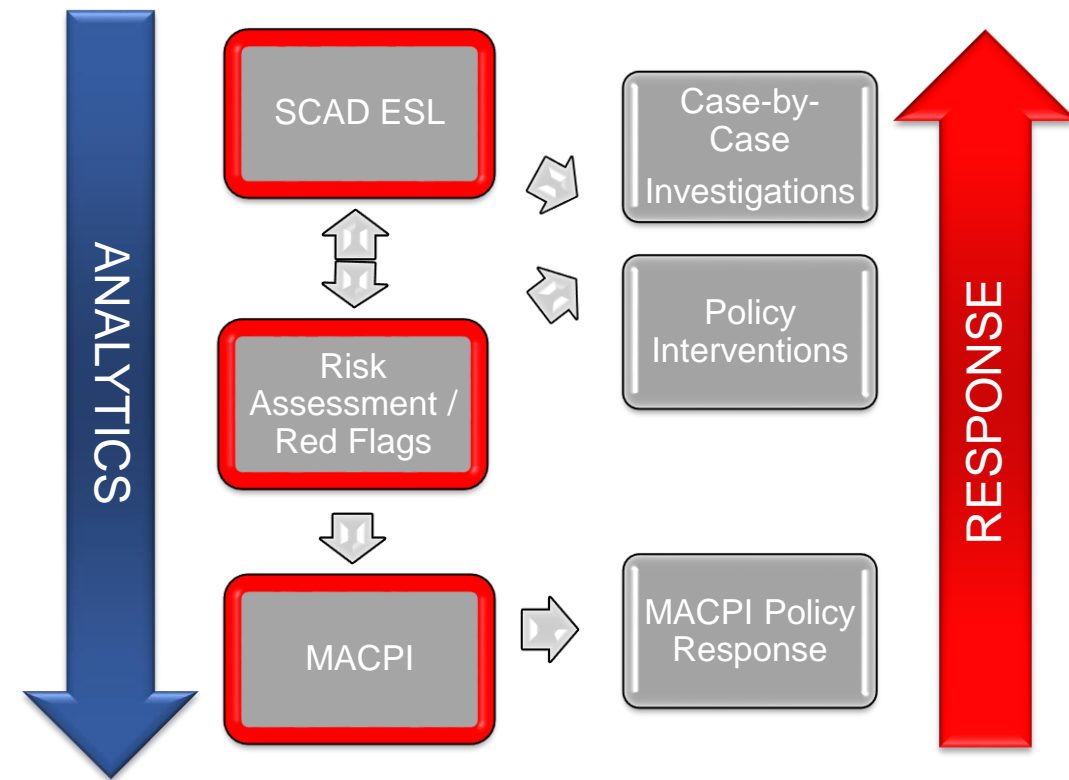 SCAD ESL
Case-by-
Case
Investigations
ANALYTICS
Policy
Interventions
RESPONSE
Risk
Assessment /
Red Flags
MACPI
MACPI Policy
Response